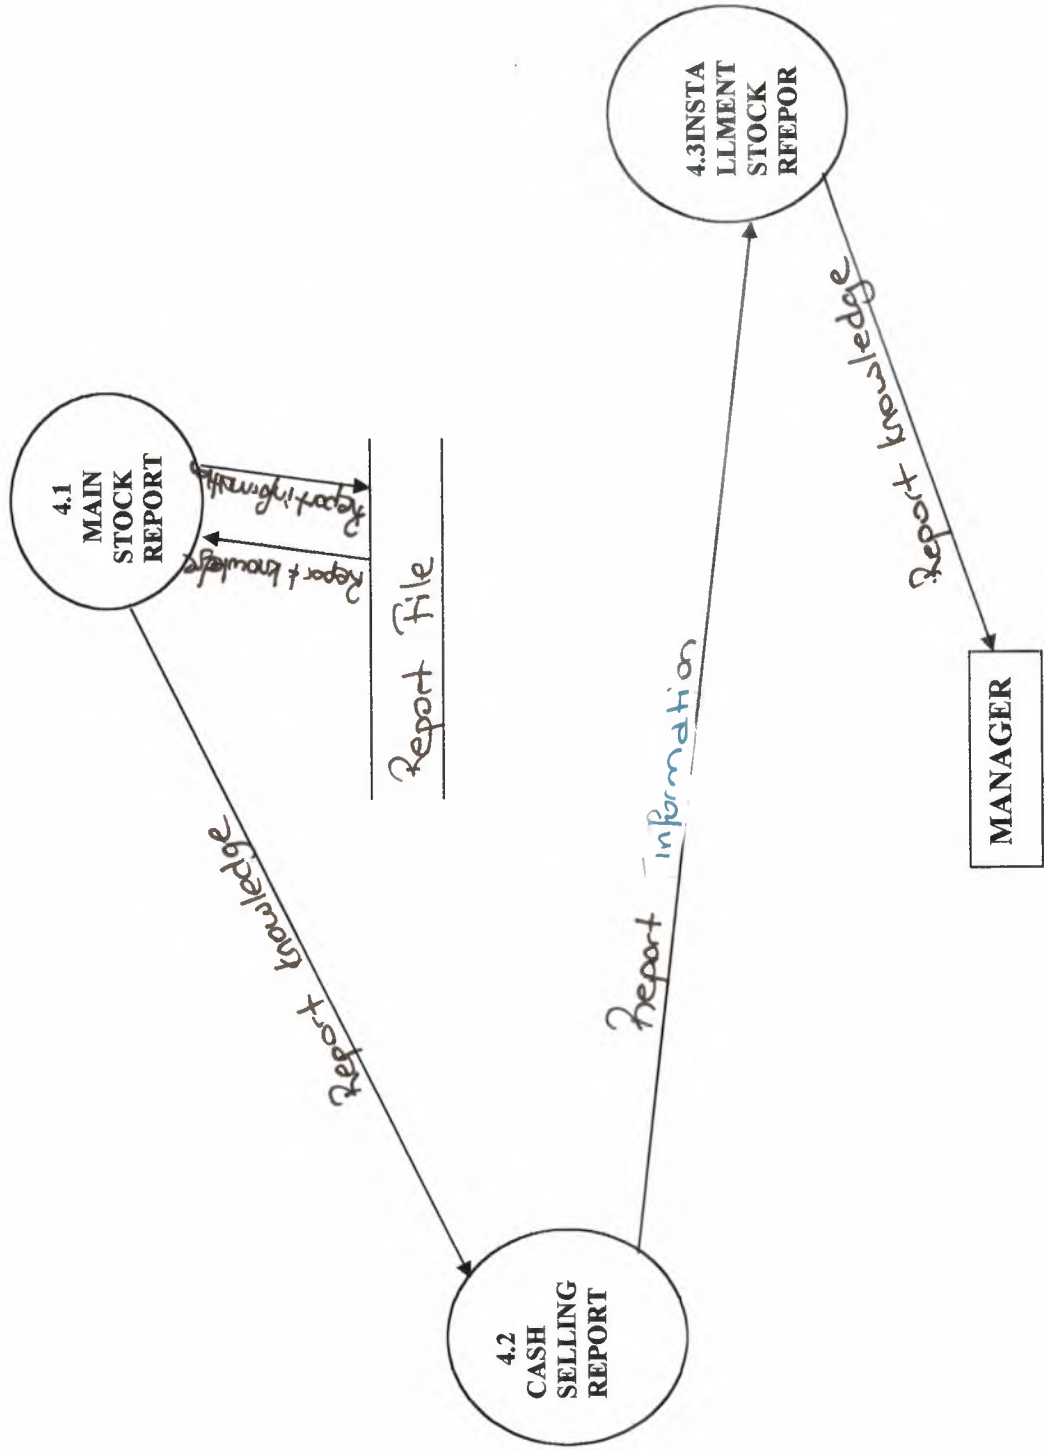 4.1
MAIN
STOCK
REPORT
Report information
Report knowledge
Report File
Report knowledge
4.2
CASH
SELLING
REPORT
Report information
4.3INSTA
LLMENT
STOCK
RFEPOR
Report knowledge
MANAGER